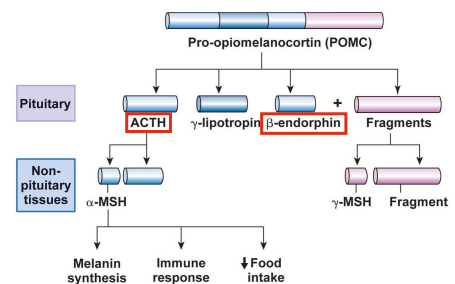 Pro-opiomelanocortin (POMC)
Pituitary
ACTH γ-lipotropin β-endorphin + Fragments
Non-
pituitary
tissues
α-MSH γ-MSH Fragment
Melanin
synthesis
Immune
response
↓Food
intake